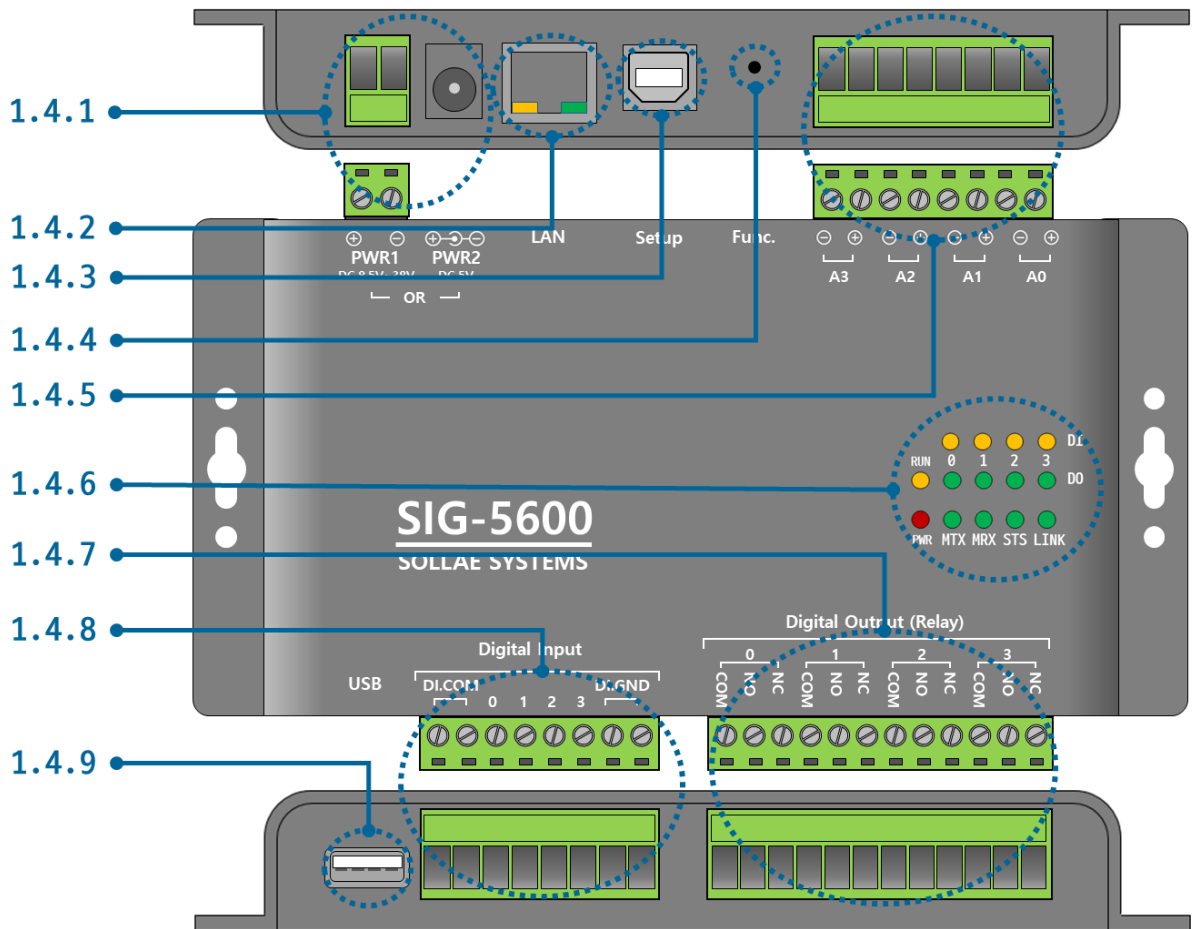 1.4.1
1.4.2
1.4.3
1.4.4
1.4.5
1.4.6
1.4.7
1.4.8
1.4.9
PWR1 PWR2 LAN Setup Func.
DC 8.5V~38V DC 5V
OR
A3 A2 A1 A0
DI
RUN 0 1 2 3
DO
PWR MTX MRX STS LINK
SIG-5600
SOLLAE SYSTEMS
Digital Output (Relay)
0 1 2 3
COM NO NC COM NO NC COM NO NC COM NO NC
Digital Input
USB DI.COM 0 1 2 3 DI.GND